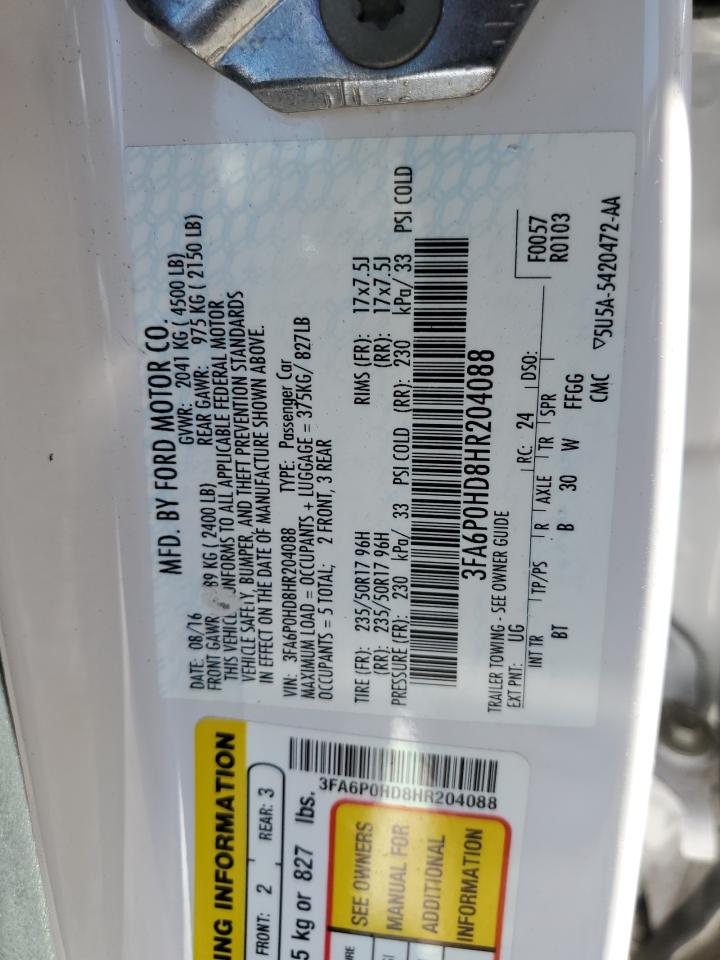 MFD. BY FORD MOTOR CO.
DATE: 08/16 GVWR: 2041 KG ( 4500 LB)
FRONT GAWR 89 KG ( 2400 LB) REAR GAWR: 975 KG ( 2150 LB)
THIS VEHICLE CONFORMS TO ALL APPLICABLE FEDERAL MOTOR
VEHICLE SAFETY, BUMPER, AND THEFT PREVENTION STANDARDS
IN EFFECT ON THE DATE OF MANUFACTURE SHOWN ABOVE.
VIN: 3FA6P0HD8HR204088 TYPE: Passenger Car
MAXIMUM LOAD = OCCUPANTS + LUGGAGE = 375KG/ 827LB
OCCUPANTS = 5 TOTAL; 2 FRONT, 3 REAR
TIRE (FR): 235/50R17 96H RIMS (FR): 17x7.5J
(RR): 235/50R17 96H (RR): 17x7.5J
PRESSURE (FR): 230 kPa/ 33 PSI COLD (RR): 230 kPa/ 33 PSI COLD
3FA6P0HD8HR204088
TRAILER TOWING - SEE OWNER GUIDE
EXT PNT: UG RC: 24 DSO: F0057
R0103
INT TR TP/PS R AXLE TR SPR
BT B 30 W FFGG
CMC ▽5U5A-5420472-AA
ING INFORMATION
FRONT: 2 REAR: 3
5 kg or 827 lbs.
3FA6P0HD8HR204088
SEE OWNERS
MANUAL FOR
ADDITIONAL
INFORMATION